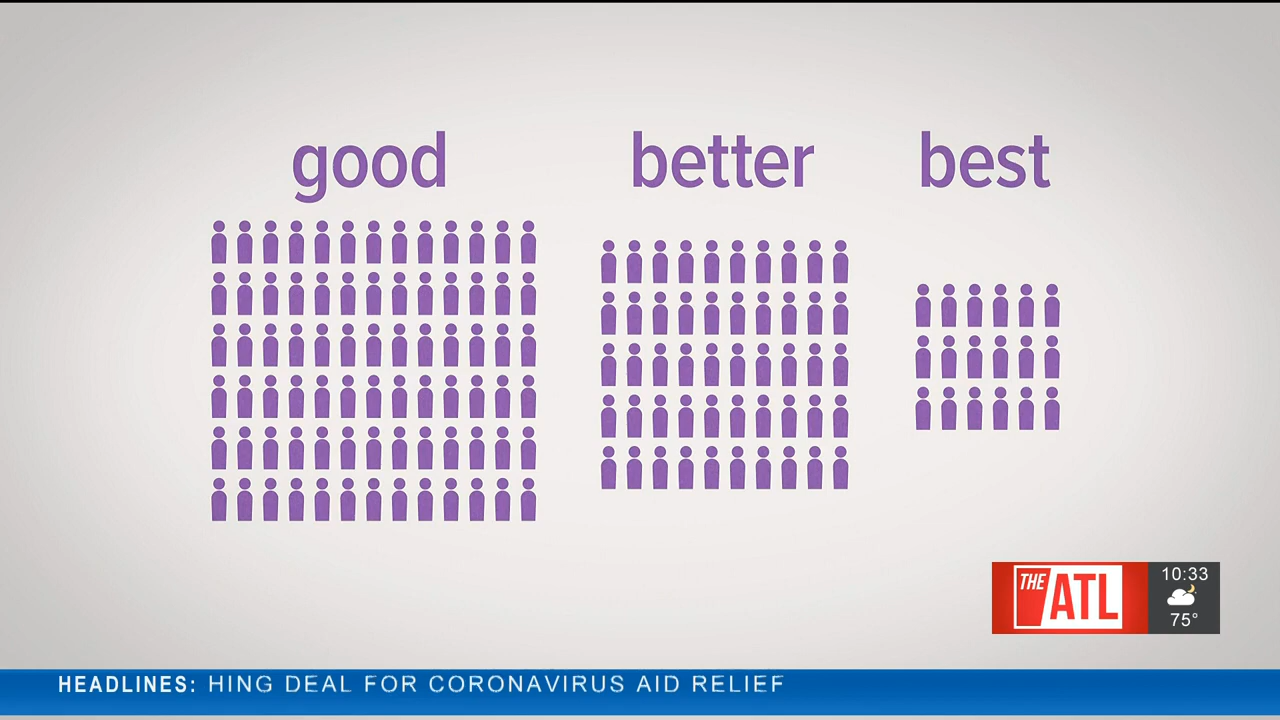 good better best
THE ATL
10:33
75°
HEADLINES: HING DEAL FOR CORONAVIRUS AID RELIEF